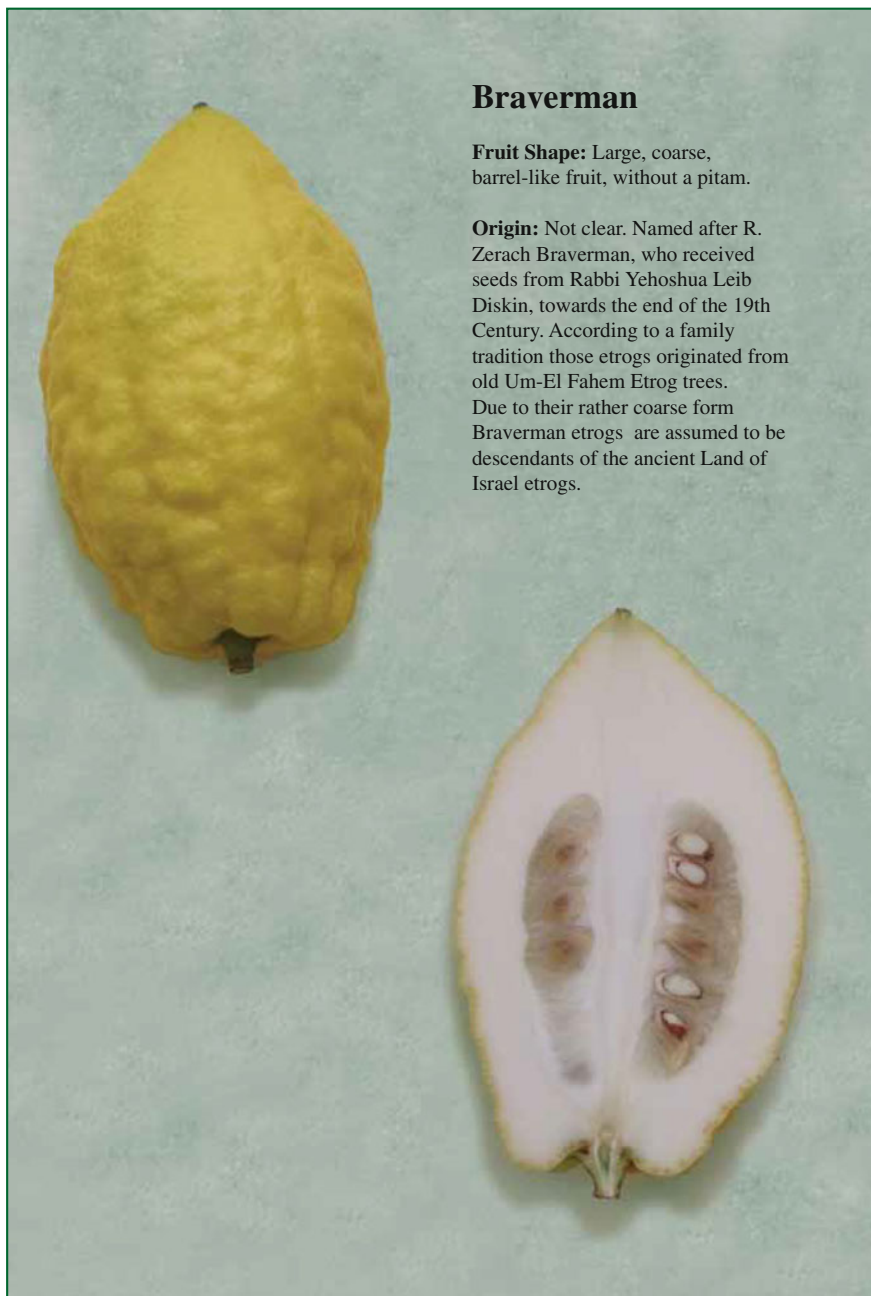 Braverman
Fruit Shape: Large, coarse,
barrel-like fruit, without a pitam.
Origin: Not clear. Named after R.
Zerach Braverman, who received
seeds from Rabbi Yehoshua Leib
Diskin, towards the end of the 19th
Century. According to a family
tradition those etrogs originated from
old Um-El Fahem Etrog trees.
Due to their rather coarse form
Braverman etrogs  are assumed to be
descendants of the ancient Land of
Israel etrogs.